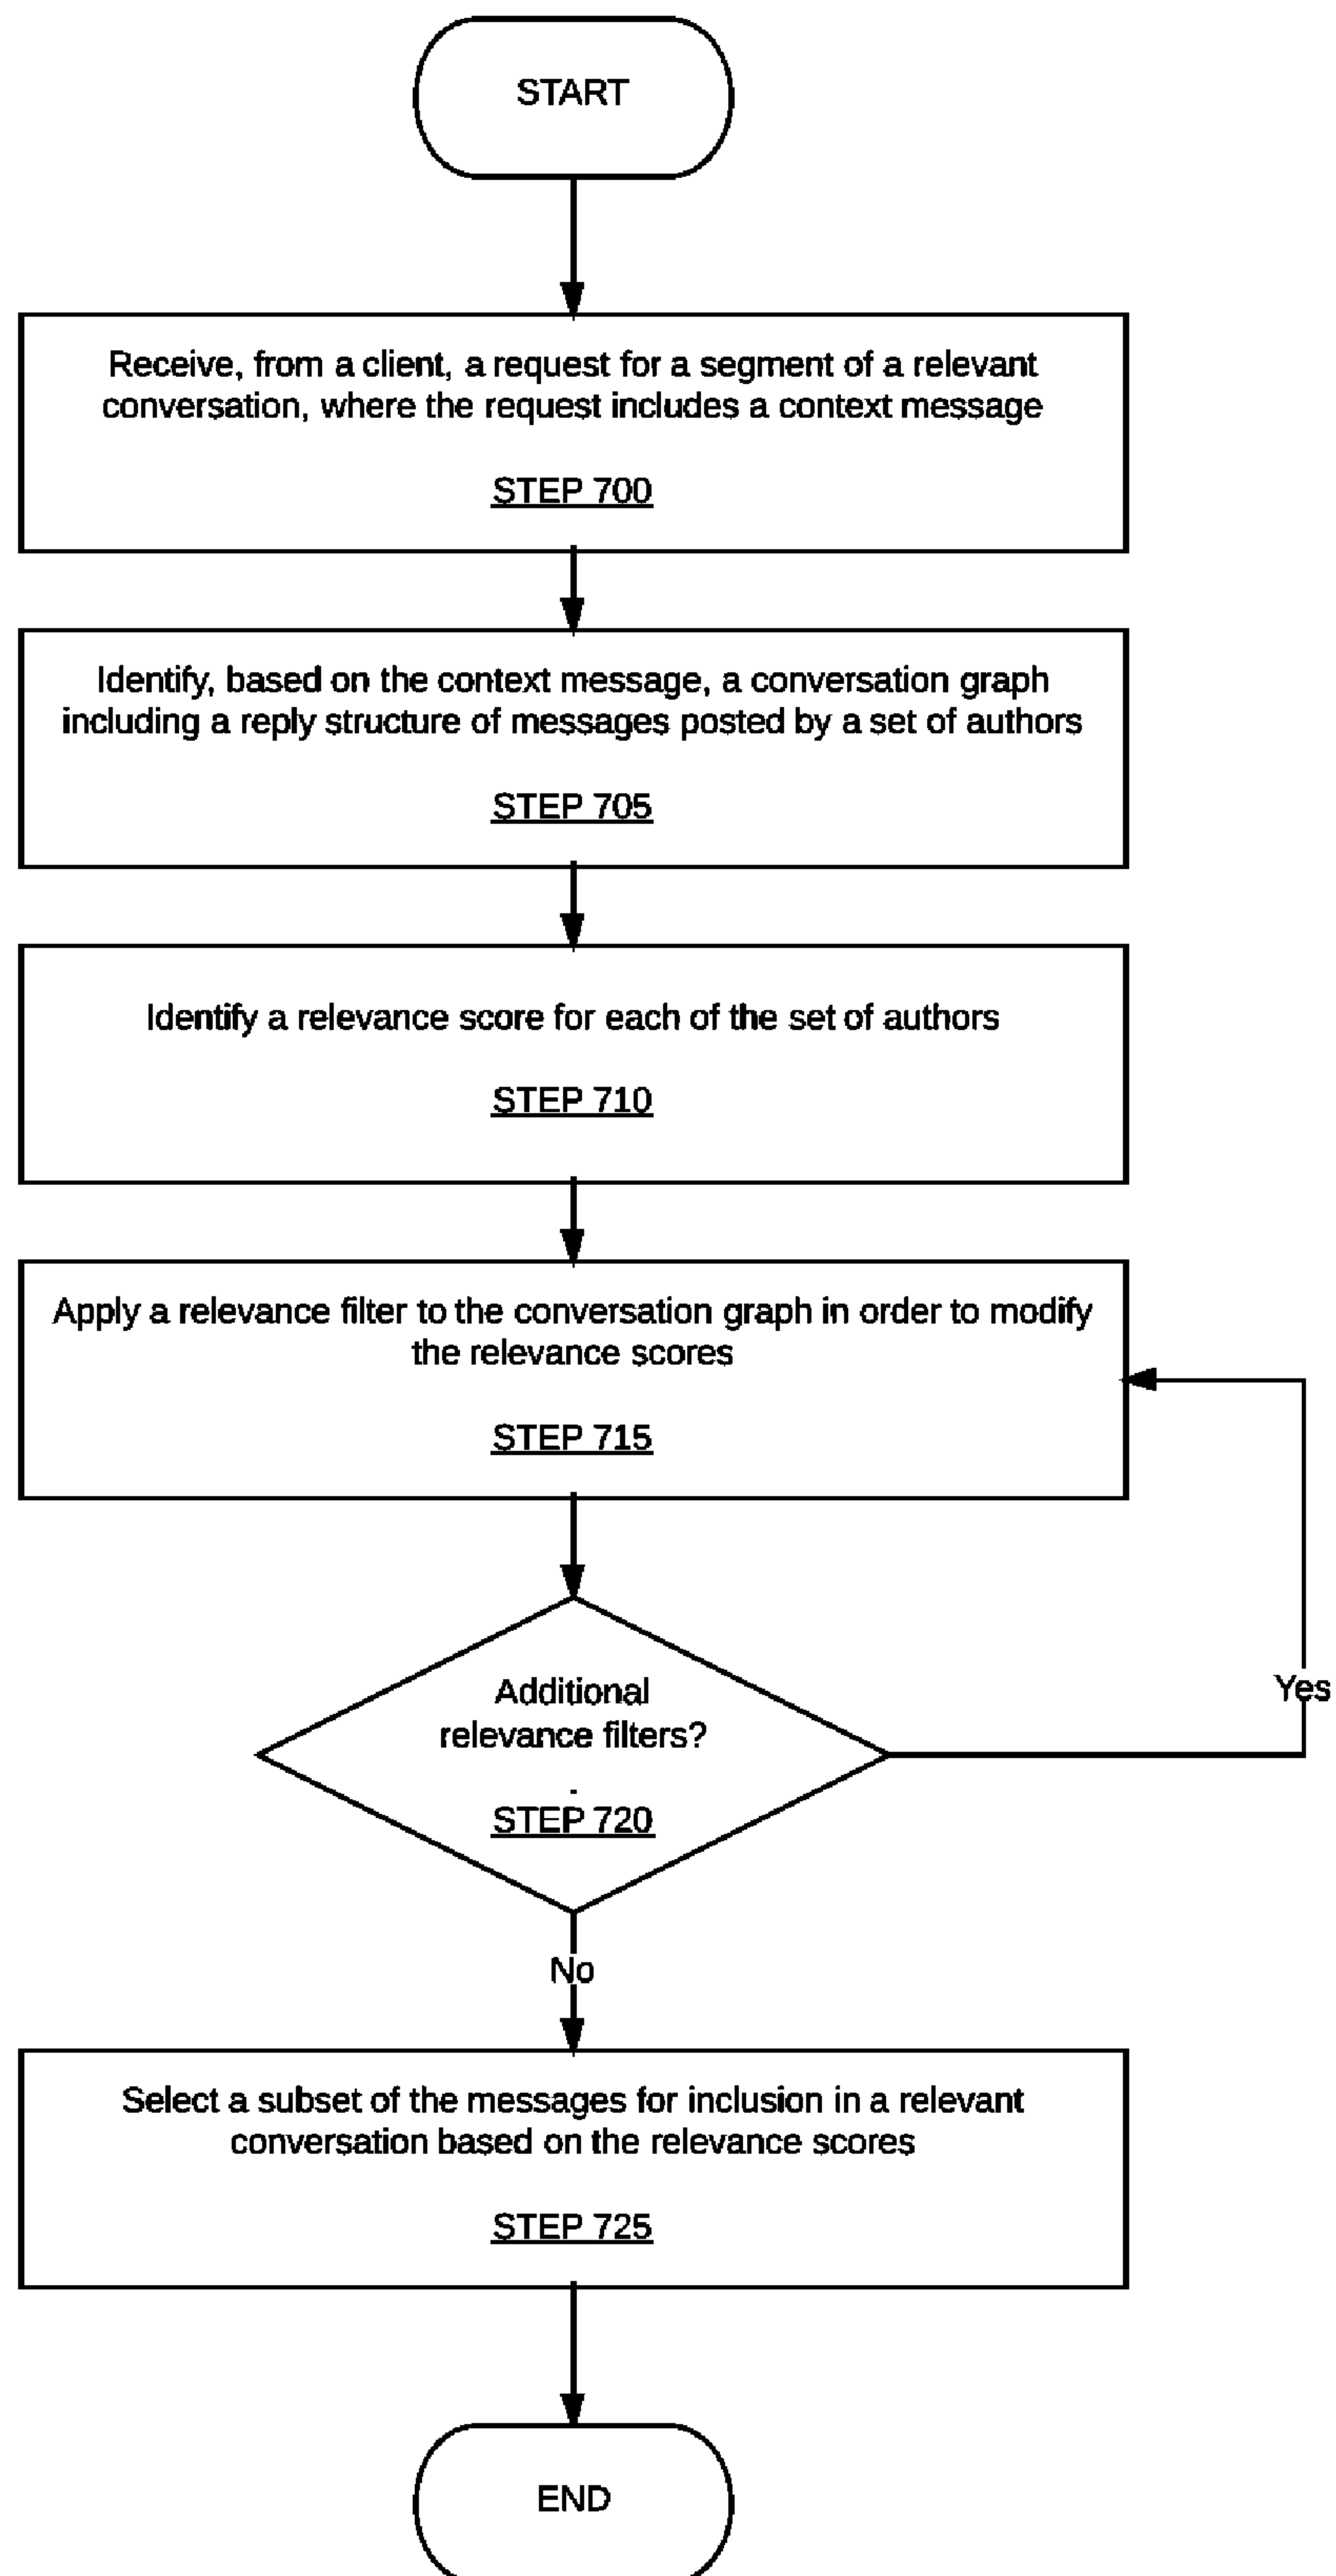 START
Receive, from a client, a request for a segment of a relevant
conversation, where the request includes a context message
STEP 700
Identify, based on the context message, a conversation graph
including a reply structure of messages posted by a set of authors
STEP 705
Identify a relevance score for each of the set of authors
STEP 710
Apply a relevance filter to the conversation graph in order to modify
the relevance scores
STEP 715
Additional
relevance filters?
STEP 720
Yes
No
Select a subset of the messages for inclusion in a relevant
conversation based on the relevance scores
STEP 725
END